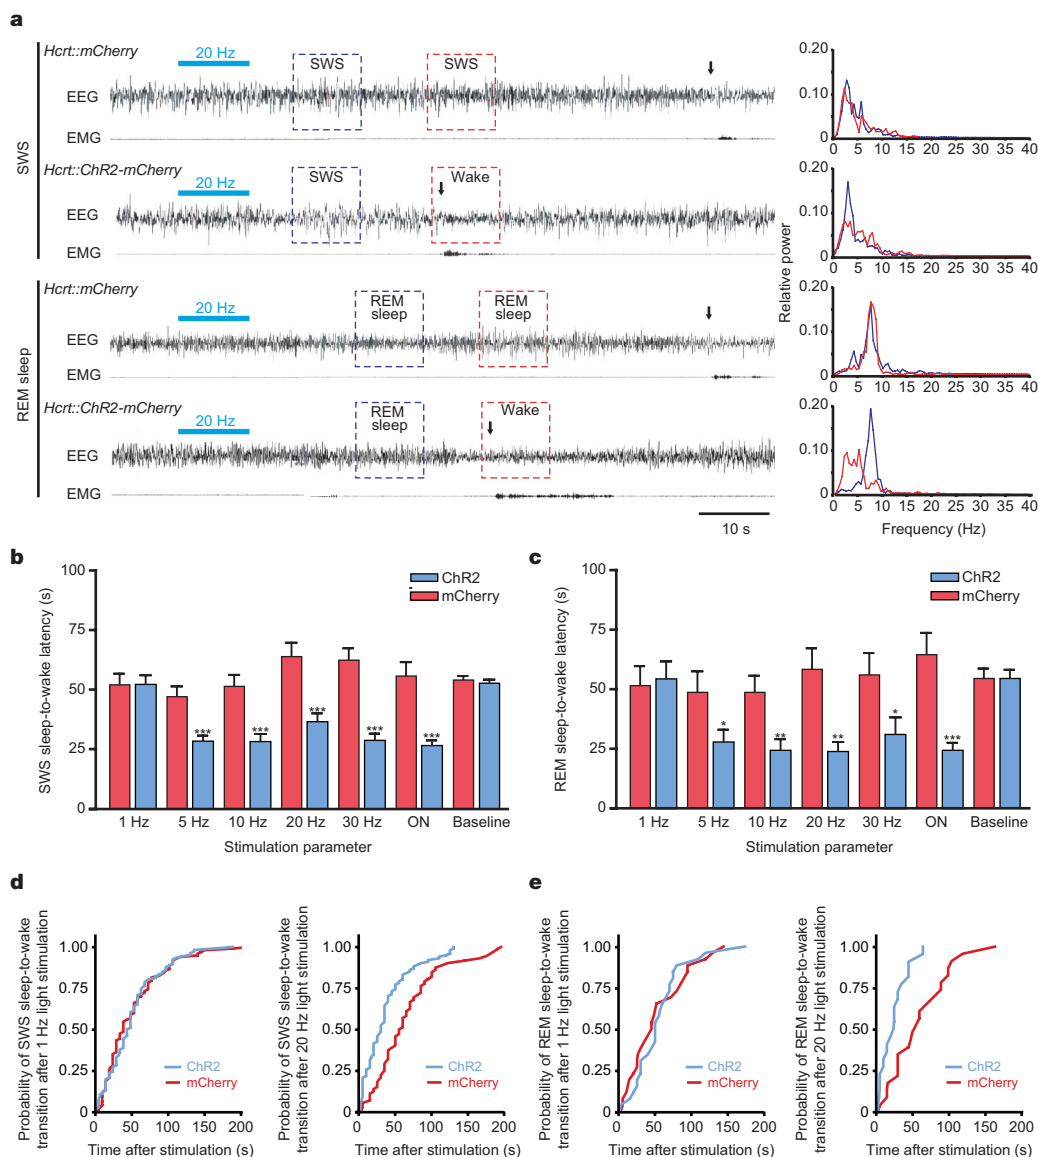 a
SWS
Hcrt::mCherry
20 Hz
SWS
SWS
EEG
EMG
Hcrt::ChR2-mCherry
20 Hz
SWS
Wake
EEG
EMG
REM sleep
Hcrt::mCherry
20 Hz
REM
sleep
REM
sleep
EEG
EMG
Hcrt::ChR2-mCherry
20 Hz
REM
sleep
Wake
EEG
EMG
10 s
Relative power
0.20
0.10
0
0 5 10 15 20 25 30 35 40
0.20
0.10
0
0 5 10 15 20 25 30 35 40
0.20
0.10
0
0 5 10 15 20 25 30 35 40
0.20
0.10
0
0 5 10 15 20 25 30 35 40
Frequency (Hz)
b
SWS sleep-to-wake latency (s)
100
75
50
25
0
ChR2
mCherry
*** *** *** *** ***
1 Hz 5 Hz 10 Hz 20 Hz 30 Hz ON Baseline
Stimulation parameter
c
REM sleep-to-wake latency (s)
100
75
50
25
0
ChR2
mCherry
* ** ** * ***
1 Hz 5 Hz 10 Hz 20 Hz 30 Hz ON Baseline
Stimulation parameter
d
Probability of SWS sleep-to-wake
transition after 1 Hz light stimulation
1.00
0.75
0.50
0.25
0
ChR2
mCherry
0 50 100 150 200
Time after stimulation (s)
Probability of SWS sleep-to-wake
transition after 20 Hz light stimulation
1.00
0.75
0.50
0.25
0
ChR2
mCherry
0 50 100 150 200
Time after stimulation (s)
e
Probability of REM sleep-to-wake
transition after 1 Hz light stimulation
1.00
0.75
0.50
0.25
0
ChR2
mCherry
0 50 100 150 200
Time after stimulation (s)
Probability of REM sleep-to-wake
transition after 20 Hz light stimulation
1.00
0.75
0.50
0.25
0
ChR2
mCherry
0 50 100 150 200
Time after stimulation (s)